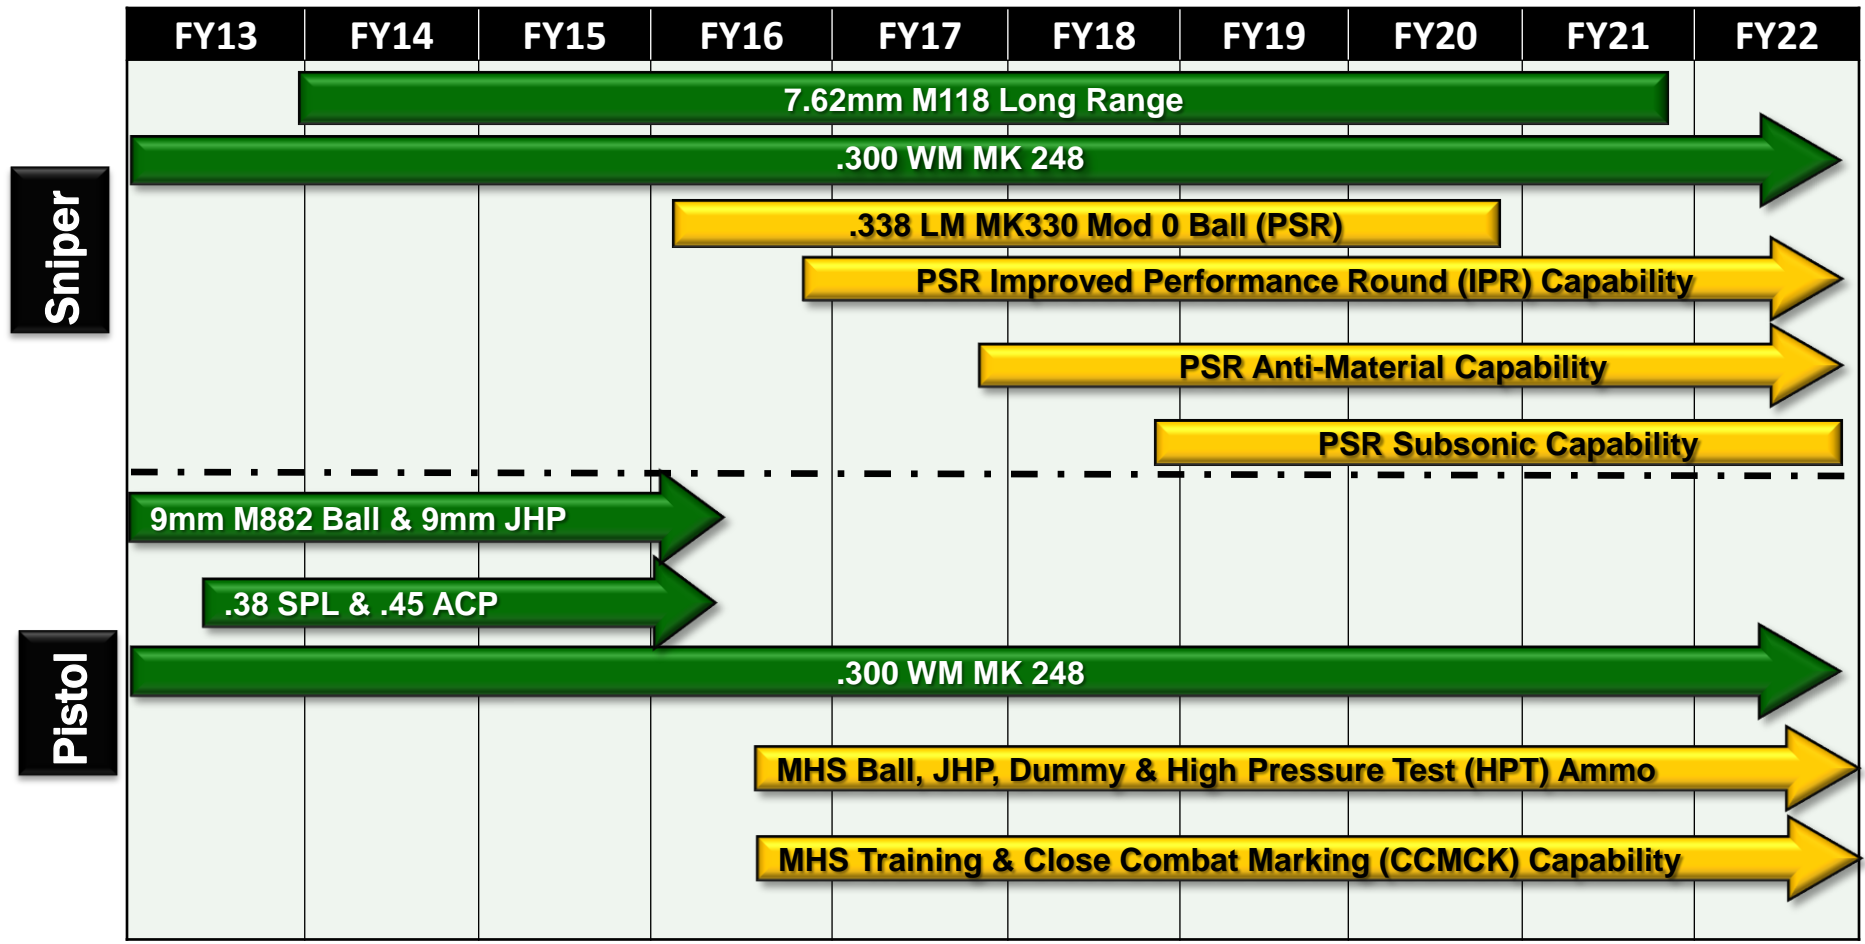 FY13 FY14 FY15 FY16 FY17 FY18 FY19 FY20 FY21 FY22
Sniper
7.62mm M118 Long Range
.300 WM MK 248
.338 LM MK330 Mod 0 Ball (PSR)
PSR Improved Performance Round (IPR) Capability
PSR Anti-Material Capability
PSR Subsonic Capability
Pistol
9mm M882 Ball & 9mm JHP
.38 SPL & .45 ACP
.300 WM MK 248
MHS Ball, JHP, Dummy & High Pressure Test (HPT) Ammo
MHS Training & Close Combat Marking (CCMCK) Capability